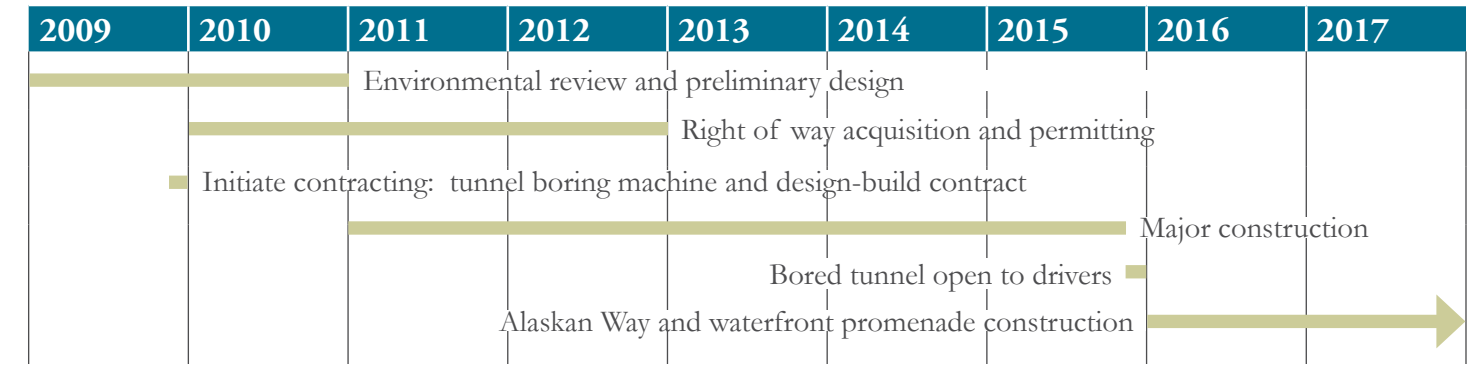 2009 2010 2011 2012 2013 2014 2015 2016 2017
Environmental review and preliminary design
Right of way acquisition and permitting
Initiate contracting: tunnel boring machine and design-build contract
Major construction
Bored tunnel open to drivers
Alaskan Way and waterfront promenade construction